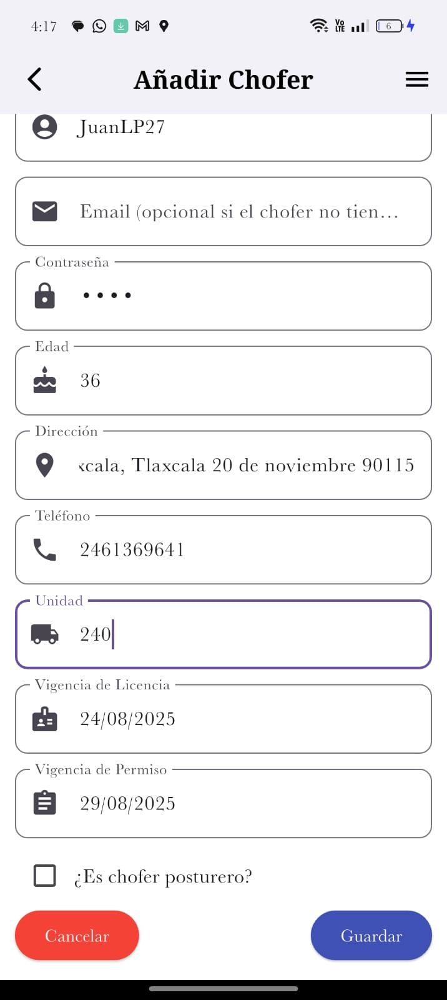 4:17
Vo LTE
6
Añadir Chofer
JuanLP27
Email (opcional si el chofer no tien...
Contraseña
••••
Edad
36
Dirección
xcala, Tlaxcala 20 de noviembre 90115
Teléfono
2461369641
Unidad
240
Vigencia de Licencia
24/08/2025
Vigencia de Permiso
29/08/2025
¿Es chofer posturero?
Cancelar
Guardar